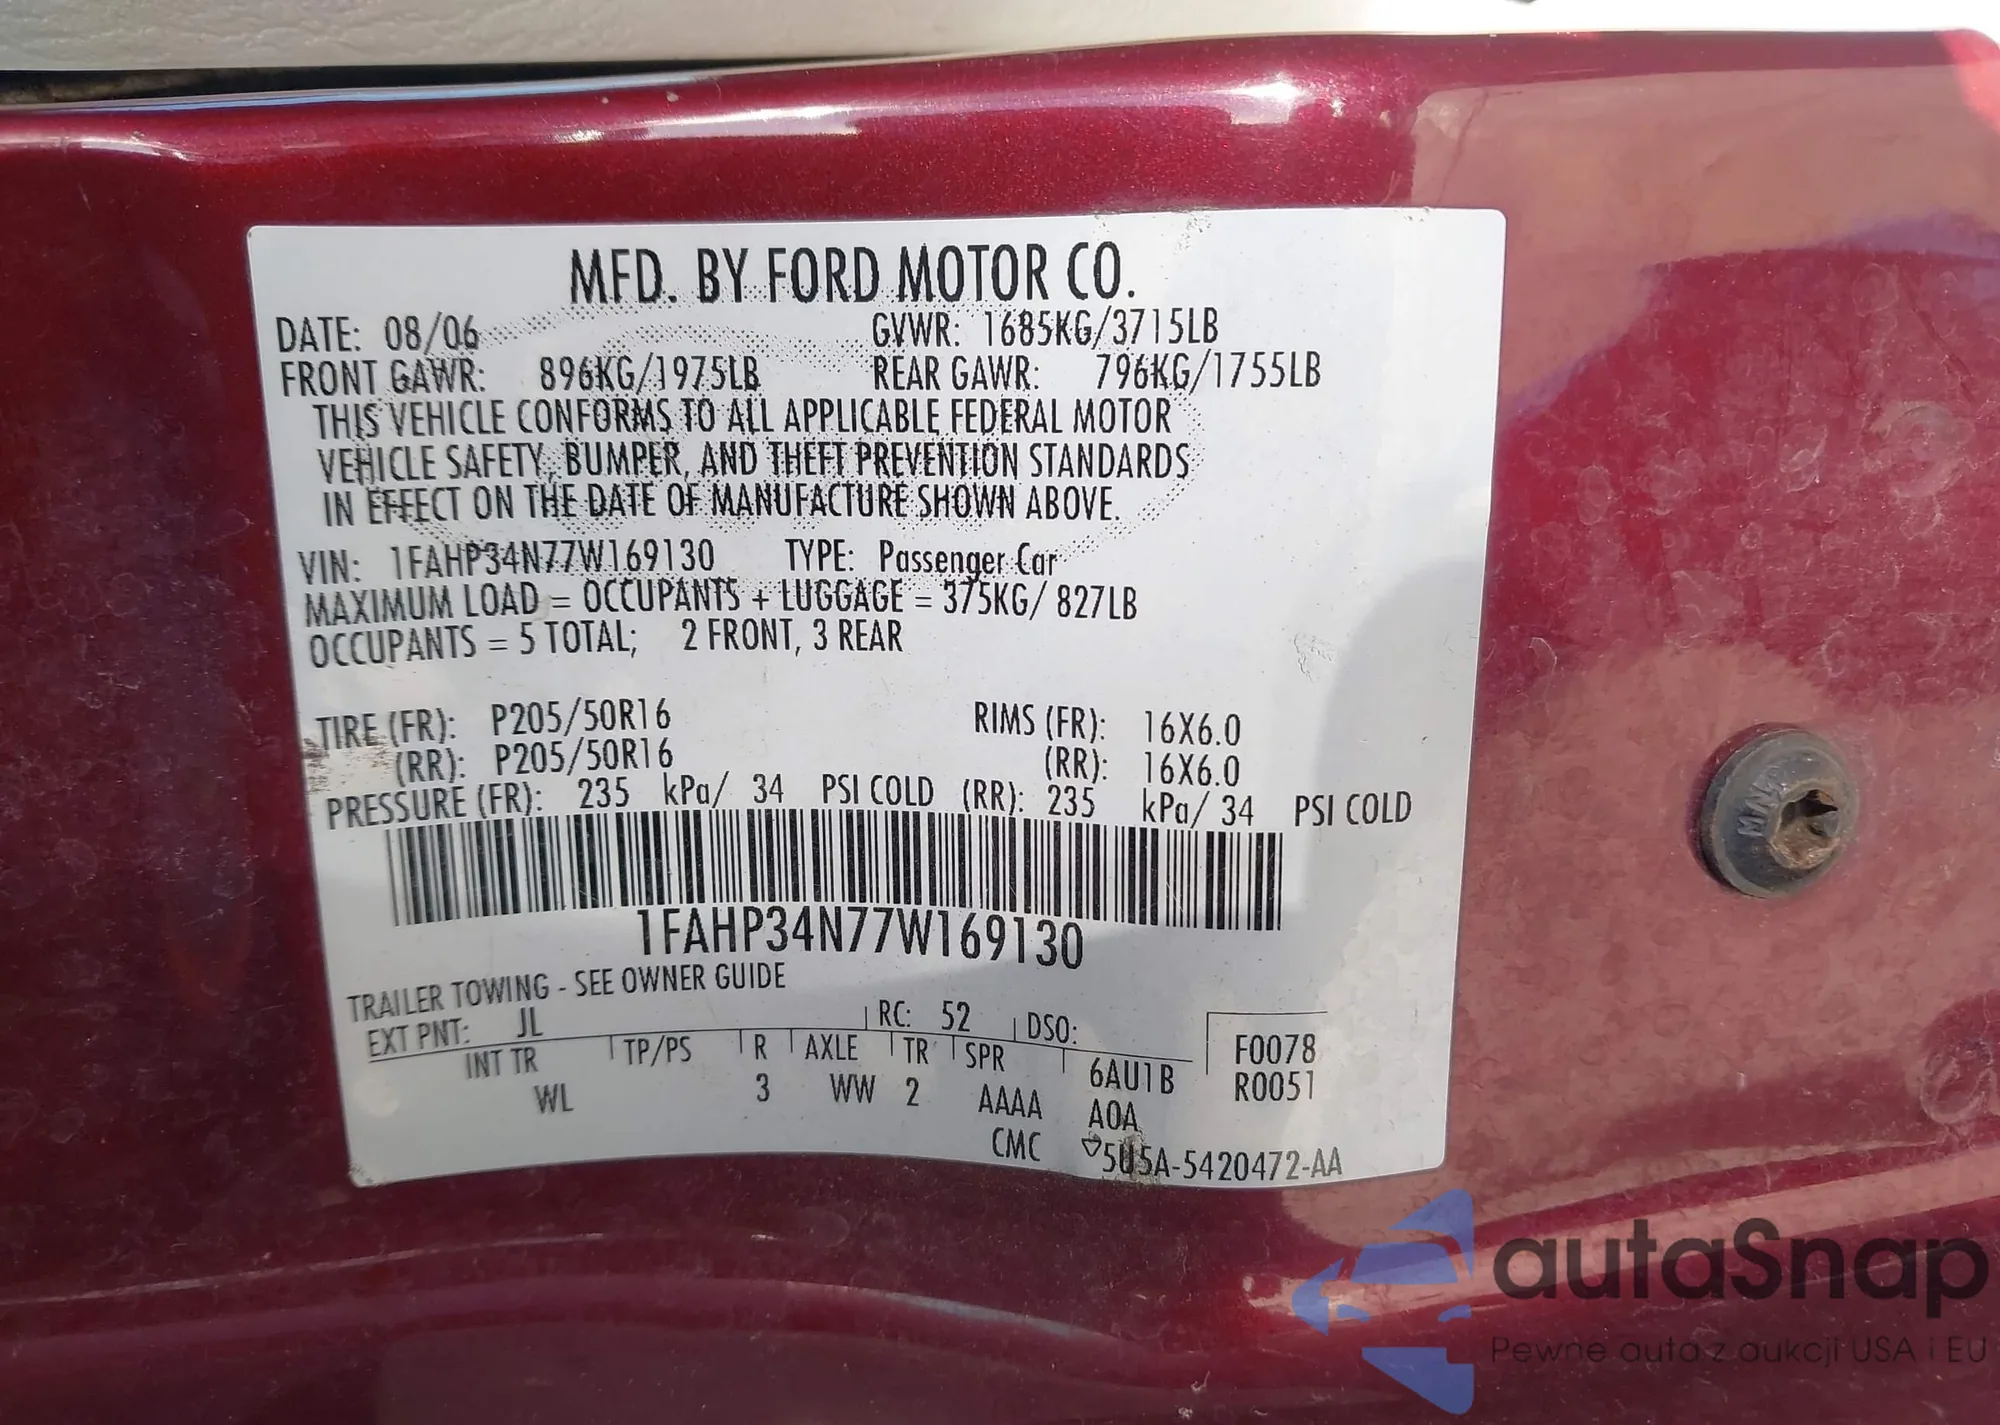 MFD. BY FORD MOTOR CO.
DATE: 08/06 GVWR: 1685KG/3715LB
FRONT GAWR: 896KG/1975LB REAR GAWR: 796KG/1755LB
THIS VEHICLE CONFORMS TO ALL APPLICABLE FEDERAL MOTOR
VEHICLE SAFETY, BUMPER, AND THEFT PREVENTION STANDARDS
IN EFFECT ON THE DATE OF MANUFACTURE SHOWN ABOVE.
VIN: 1FAHP34N77W169130 TYPE: Passenger Car
MAXIMUM LOAD = OCCUPANTS + LUGGAGE = 375KG/ 827LB
OCCUPANTS = 5 TOTAL; 2 FRONT, 3 REAR
TIRE (FR): P205/50R16 RIMS (FR): 16X6.0
(RR): P205/50R16 (RR): 16X6.0
PRESSURE (FR): 235 kPa/ 34 PSI COLD (RR): 235 kPa/ 34 PSI COLD
1FAHP34N77W169130
TRAILER TOWING - SEE OWNER GUIDE
EXT PNT: JL RC: 52 DSO: F0078
INT TR TP/PS R AXLE TR SPR 6AU1B R0051
WL 3 WW 2 AAAA A0A
CMC 5U5A-5420472-AA
autaSnap
Pewne auta z aukcji USA i EU